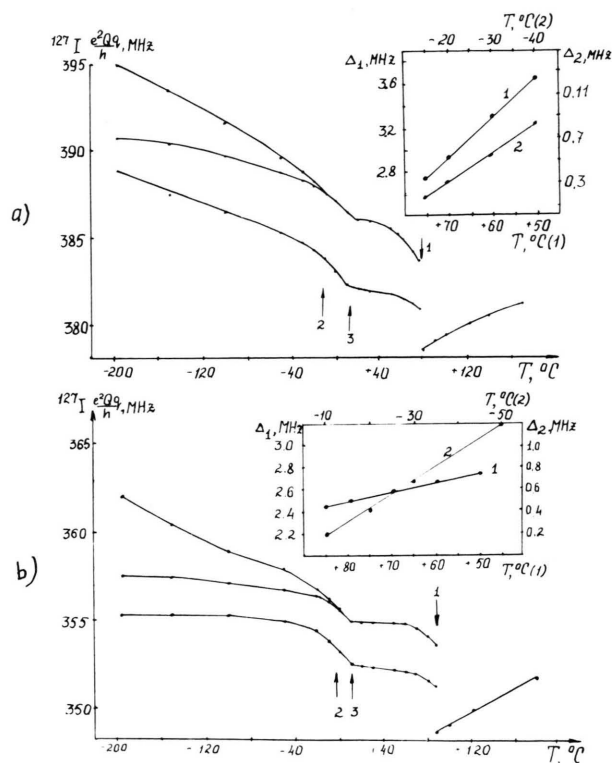 ¹²⁷I e²Qq/h, MHz
395
390
385
380
a)
T, °C(2)
-20 -30 -40
Δ₁, MHz
Δ₂, MHz
3.6
3.2
2.8
0.11
0.7
0.3
1
2
+70 +60 +50
T, °C(1)
1
2
3
-200 -120 -40 +40 +120
T, °C
¹²⁷I e²Qq/h, MHz
365
360
355
350
b)
T, °C(2)
-10 -30 -50
Δ₁, MHz
Δ₂, MHz
3.0
2.8
2.6
2.4
2.2
1.0
0.8
0.6
0.4
0.2
2
1
+80 +70 +60 +50
T, °C(1)
1
2 3
-200 -120 -40 +40 +120
T, °C